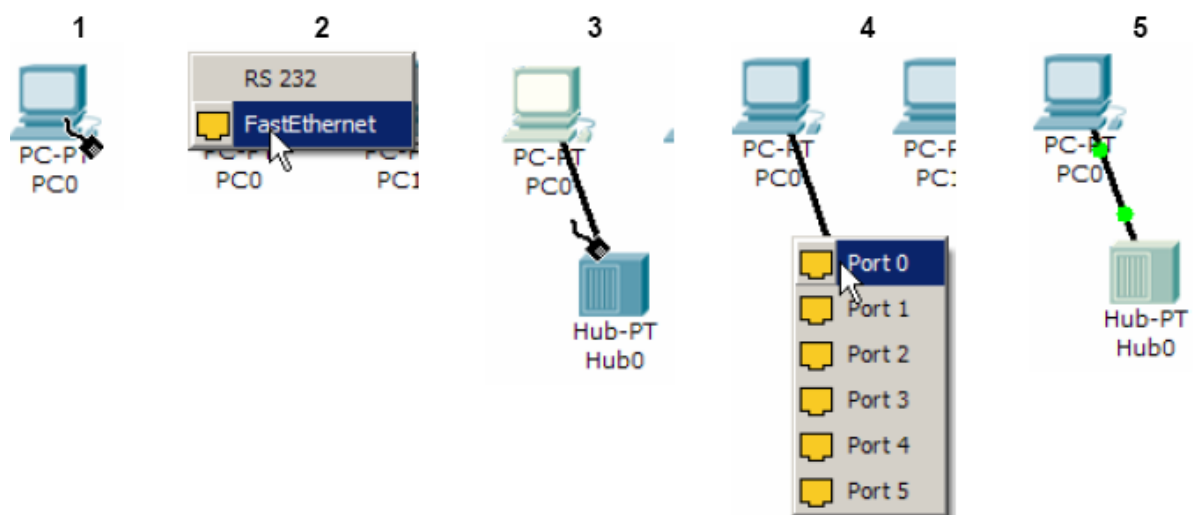 1
2
3
4
5
PC-PT
PC0
RS 232
FastEthernet
PC0
PC1
PC-PT
PC0
Hub-PT
Hub0
PC-PT
PC0
Port 0
Port 1
Port 2
Port 3
Port 4
Port 5
PC-PT
PC0
Hub-PT
Hub0